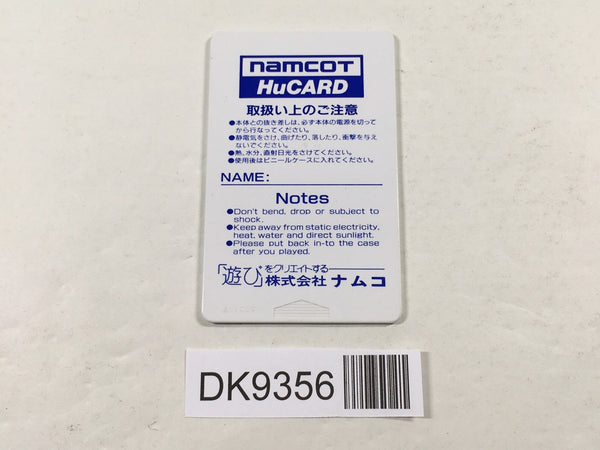 namcoT
HuCARD
取扱い上のご注意
●本体との抜き差しは、必ず本体の電源を切って
から行なってください。
●静電気をさけ、曲げたり、落したり、衝撃を与え
ないでください。
●熱、水分、直射日光をさけてください。
●使用後はビニールケースに入れてください。
NAME:
Notes
●Don't bend, drop or subject to
shock.
●Keep away from static electricity,
heat, water and direct sunlight.
●Please put back in-to the case
after you played.
「遊び」をクリエイトする
株式会社 ナムコ
DK9356